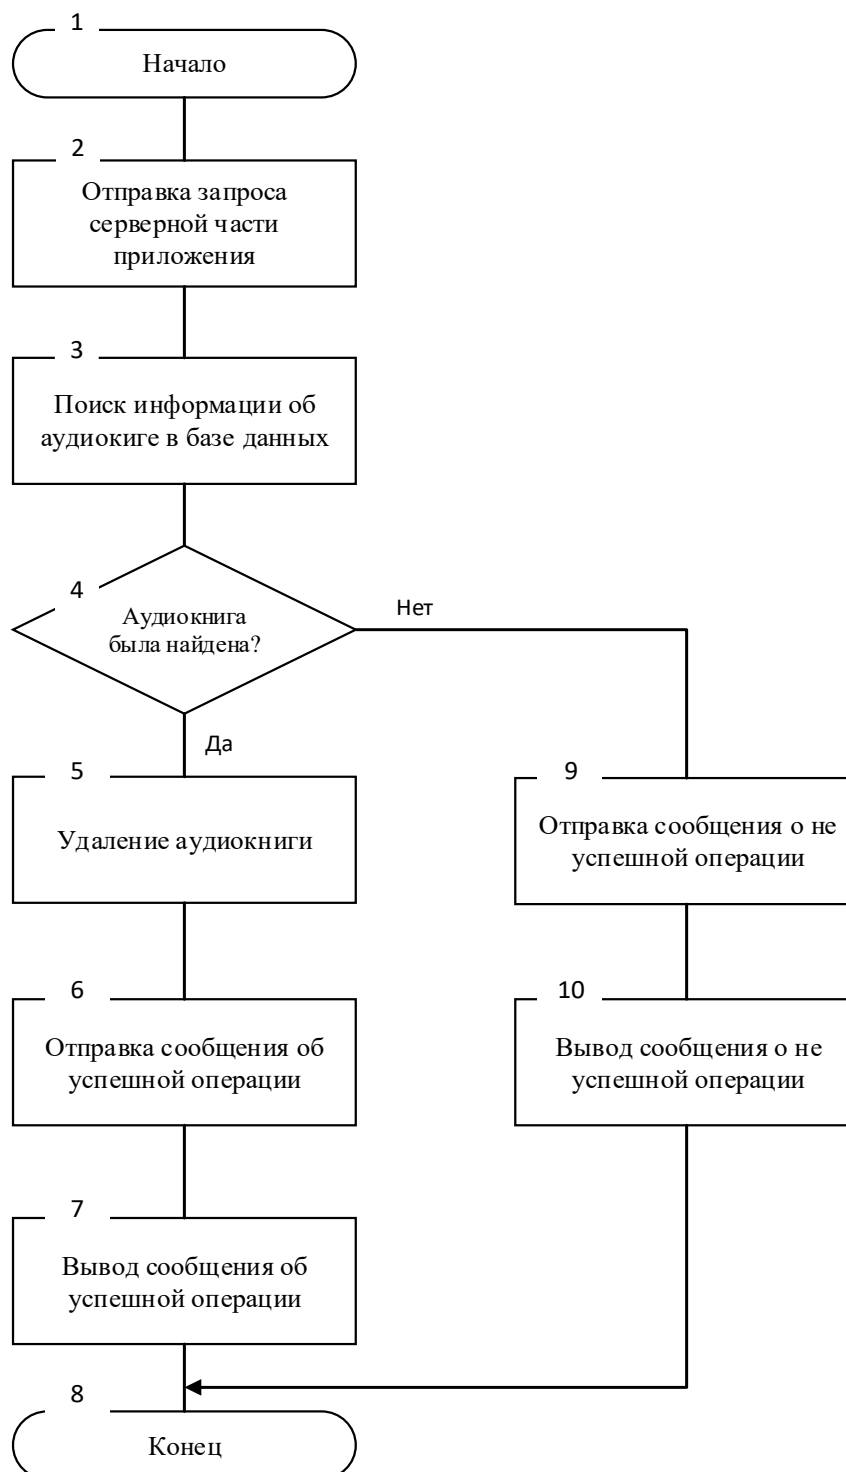 1
Начало
2
Отправка запроса
серверной части
приложения
3
Поиск информации об
аудиокиге в базе данных
4
Аудиокнига
была найдена?
Нет
Да
5
Удаление аудиокниги
9
Отправка сообщения о не
успешной операции
6
Отправка сообщения об
успешной операции
10
Вывод сообщения о не
успешной операции
7
Вывод сообщения об
успешной операции
8
Конец